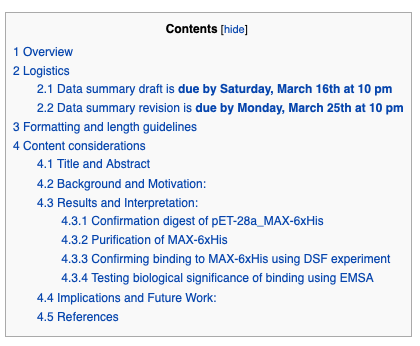 Contents [hide]
1 Overview
2 Logistics
2.1 Data summary draft is due by Saturday, March 16th at 10 pm
2.2 Data summary revision is due by Monday, March 25th at 10 pm
3 Formatting and length guidelines
4 Content considerations
4.1 Title and Abstract
4.2 Background and Motivation:
4.3 Results and Interpretation:
4.3.1 Confirmation digest of pET-28a_MAX-6xHis
4.3.2 Purification of MAX-6xHis
4.3.3 Confirming binding to MAX-6xHis using DSF experiment
4.3.4 Testing biological significance of binding using EMSA
4.4 Implications and Future Work:
4.5 References